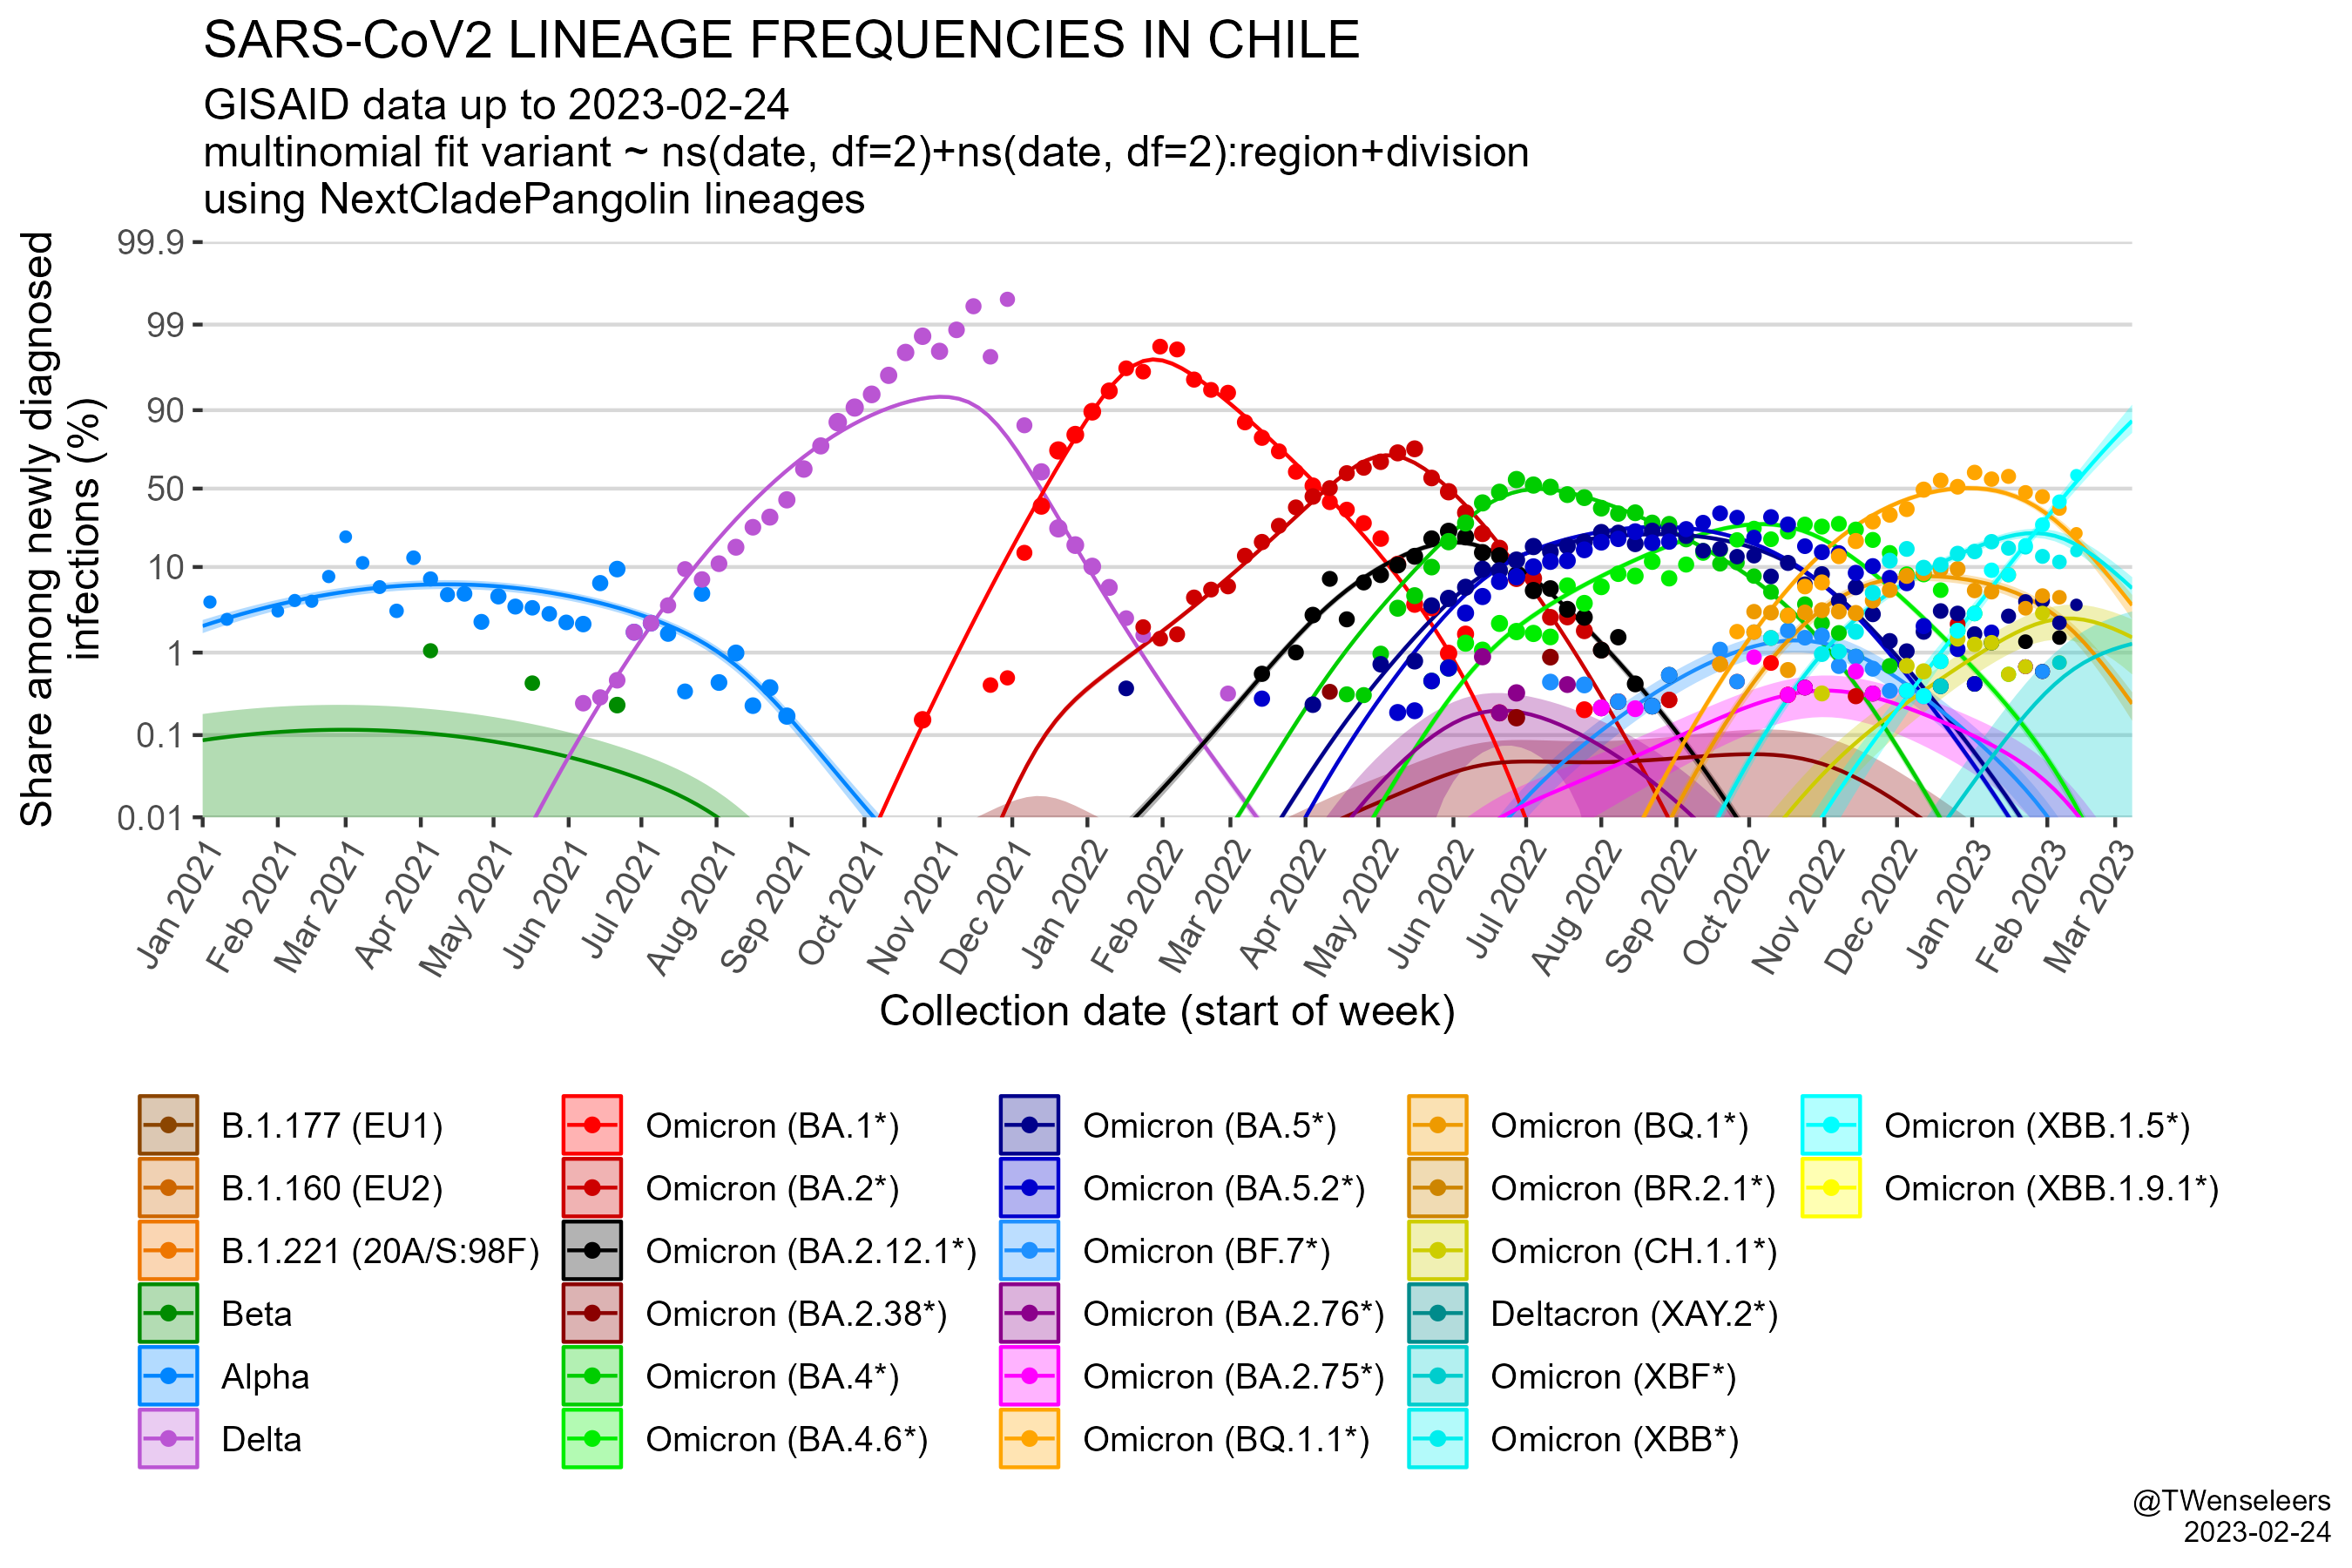 SARS-CoV2 LINEAGE FREQUENCIES IN CHILE
GISAID data up to 2023-02-24
multinomial fit variant ~ ns(date, df=2)+ns(date, df=2):region+division
using NextCladePangolin lineages
Share among newly diagnosed
infections (%)
99.9
99
90
50
10
1
0.1
0.01
Jan 2021
Feb 2021
Mar 2021
Apr 2021
May 2021
Jun 2021
Jul 2021
Aug 2021
Sep 2021
Oct 2021
Nov 2021
Dec 2021
Jan 2022
Feb 2022
Mar 2022
Apr 2022
May 2022
Jun 2022
Jul 2022
Aug 2022
Sep 2022
Oct 2022
Nov 2022
Dec 2022
Jan 2023
Feb 2023
Mar 2023
Collection date (start of week)
B.1.177 (EU1)
B.1.160 (EU2)
B.1.221 (20A/S:98F)
Beta
Alpha
Delta
Omicron (BA.1*)
Omicron (BA.2*)
Omicron (BA.2.12.1*)
Omicron (BA.2.38*)
Omicron (BA.4*)
Omicron (BA.4.6*)
Omicron (BA.5*)
Omicron (BA.5.2*)
Omicron (BF.7*)
Omicron (BA.2.76*)
Omicron (BA.2.75*)
Omicron (BQ.1.1*)
Omicron (BQ.1*)
Omicron (BR.2.1*)
Omicron (CH.1.1*)
Deltacron (XAY.2*)
Omicron (XBF*)
Omicron (XBB*)
Omicron (XBB.1.5*)
Omicron (XBB.1.9.1*)
@TWenseleers
2023-02-24